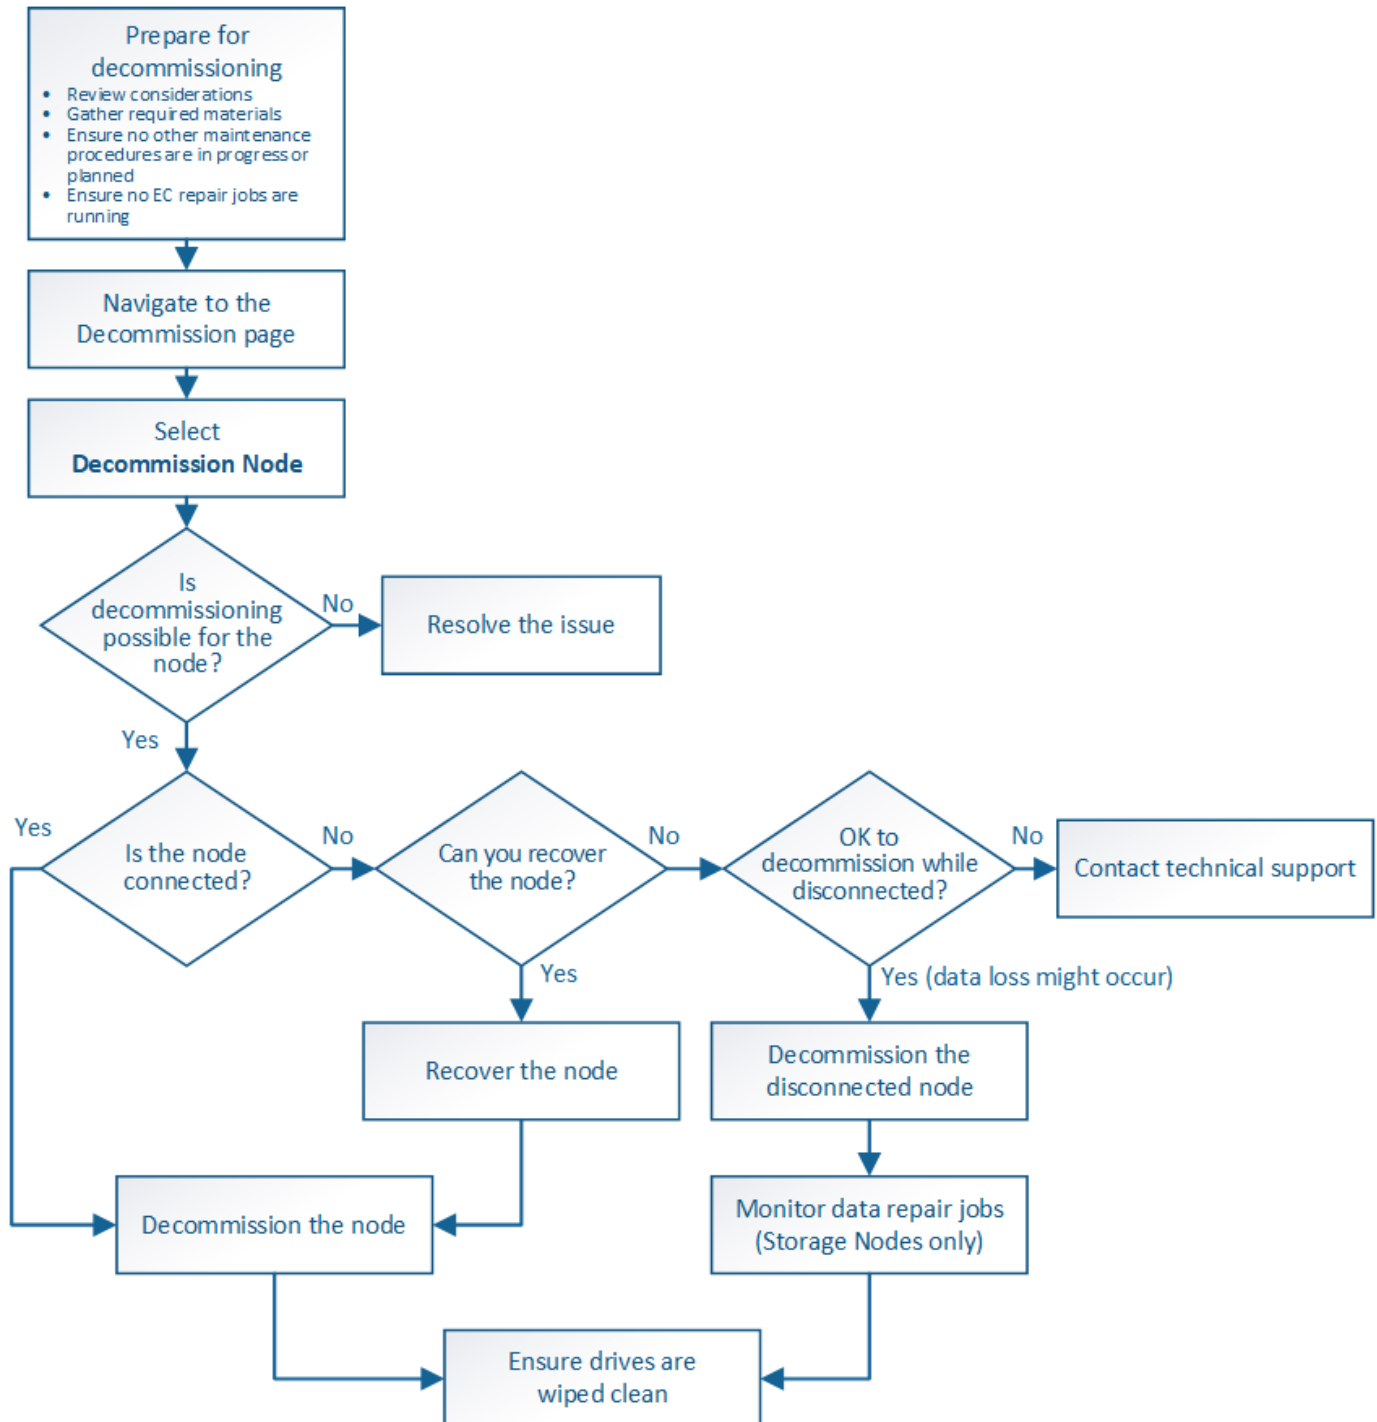 Prepare for
decommissioning
• Review considerations
• Gather required materials
• Ensure no other maintenance
procedures are in progress or
planned
• Ensure no EC repair jobs are
running
Navigate to the
Decommission page
Select
Decommission Node
Is
decommissioning
possible for the
node?
No
Resolve the issue
Yes
Is the node
connected?
Yes
No
Can you recover
the node?
No
OK to
decommission while
disconnected?
No
Contact technical support
Yes
Yes (data loss might occur)
Recover the node
Decommission the
disconnected node
Decommission the node
Monitor data repair jobs
(Storage Nodes only)
Ensure drives are
wiped clean